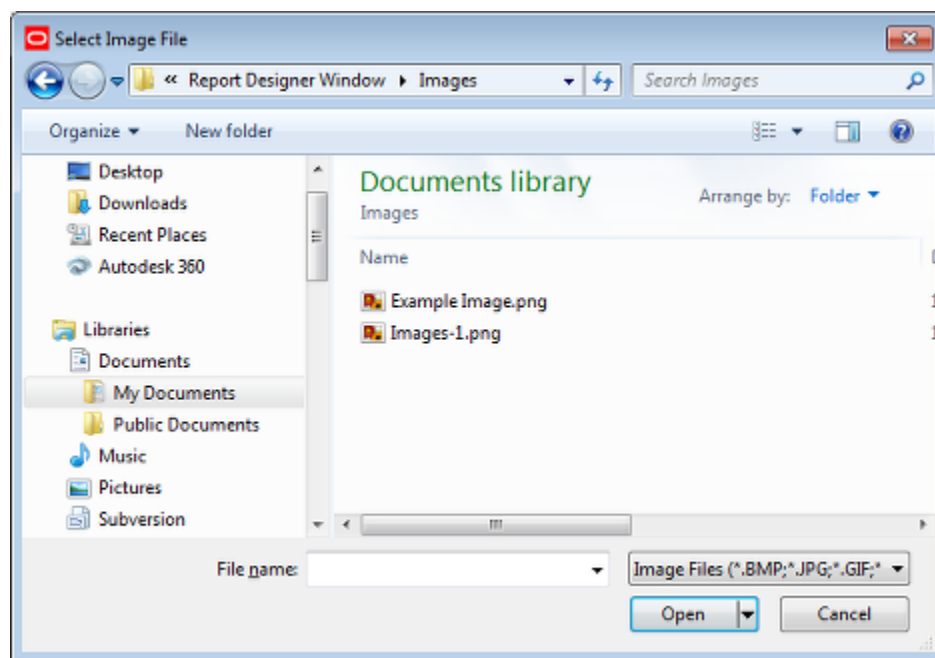 Select Image File
« Report Designer Window Images
Search Images
Organize
New folder
Desktop
Downloads
Recent Places
Autodesk 360
Libraries
Documents
My Documents
Public Documents
Music
Pictures
Subversion
Documents library
Images
Arrange by: Folder
Name
Example Image.png
Images-1.png
File name:
Image Files (*.BMP;*.JPG;*.GIF;*
Open
Cancel